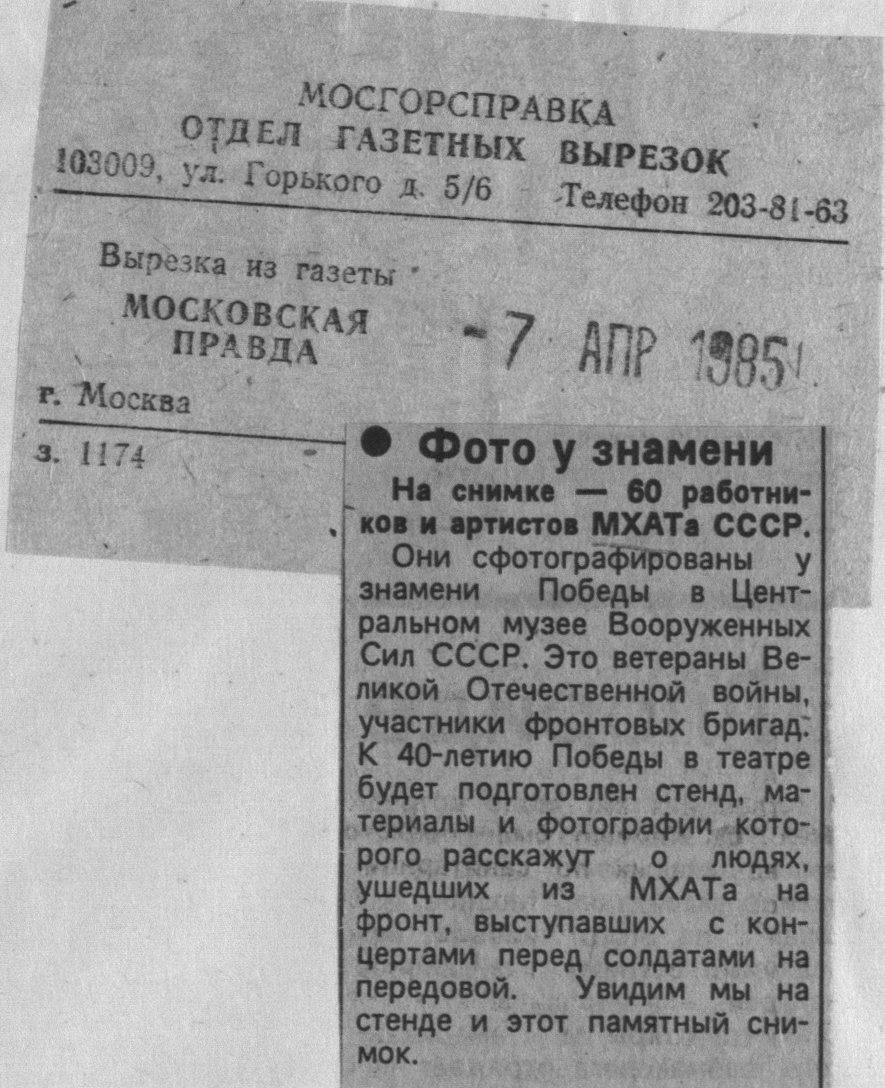 МОСГОРСПРАВКА
ОТДЕЛ ГАЗЕТНЫХ ВЫРЕЗОК
103009, ул. Горького д. 5/6 Телефон 203-81-63
Вырезка из газеты
МОСКОВСКАЯ
ПРАВДА
- 7 АПР 1985
г. Москва
з. 1174
● Фото у знамени
На снимке — 60 работни-
ков и артистов МХАТа СССР.
Они сфотографированы у
знамени Победы в Цент-
ральном музее Вооруженных
Сил СССР. Это ветераны Ве-
ликой Отечественной войны,
участники фронтовых бригад.
К 40-летию Победы в театре
будет подготовлен стенд, ма-
териалы и фотографии кото-
рого расскажут о людях,
ушедших из МХАТа на
фронт, выступавших с кон-
цертами перед солдатами на
передовой. Увидим мы на
стенде и этот памятный сни-
мок.